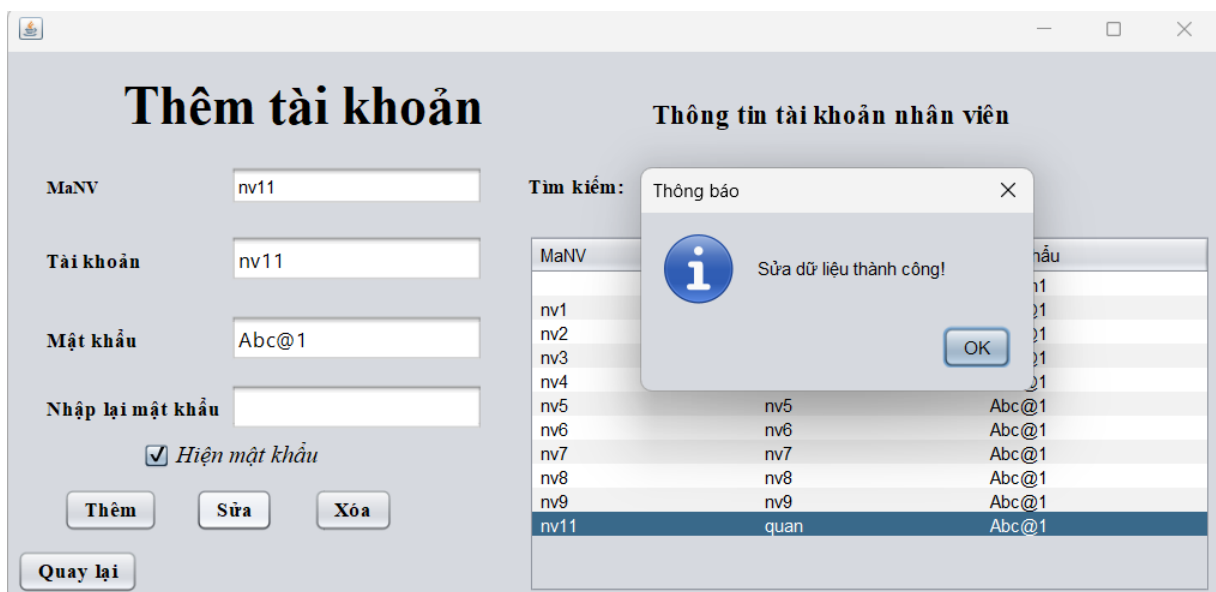 Thêm tài khoản
Thông tin tài khoản nhân viên
MaNV nv11
Tìm kiếm:
Thông báo
Sửa dữ liệu thành công!
OK
Tài khoản nv11
Mật khẩu Abc@1
Nhập lại mật khẩu
Hiện mật khẩu
Thêm Sửa Xóa
Quay lại
MaNV
nv1
nv2
nv3
nv4
nv5 nv5 Abc@1
nv6 nv6 Abc@1
nv7 nv7 Abc@1
nv8 nv8 Abc@1
nv9 nv9 Abc@1
nv11 quan Abc@1